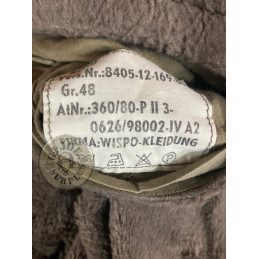 Nr.:8405-12-169-
Gr.48
AtNr.:360/80-P II 3-
0626/98002-IV A2
FIRMA:WISPO-KLEIDUNG